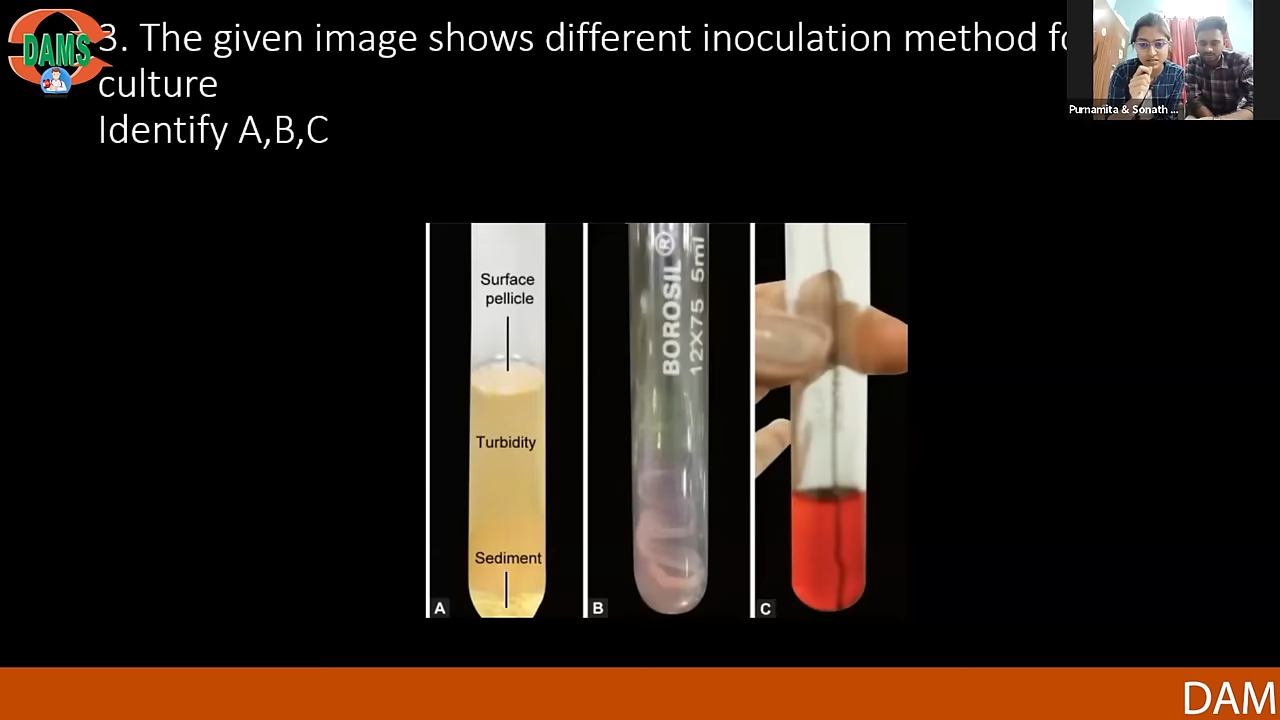 DAMS
3. The given image shows different inoculation method
culture
Identify A,B,C
Purnamita & Sonath ...
Surface
pellicle
Turbidity
Sediment
A
BOROSIL®
12X75 5ml
B
C
DAM